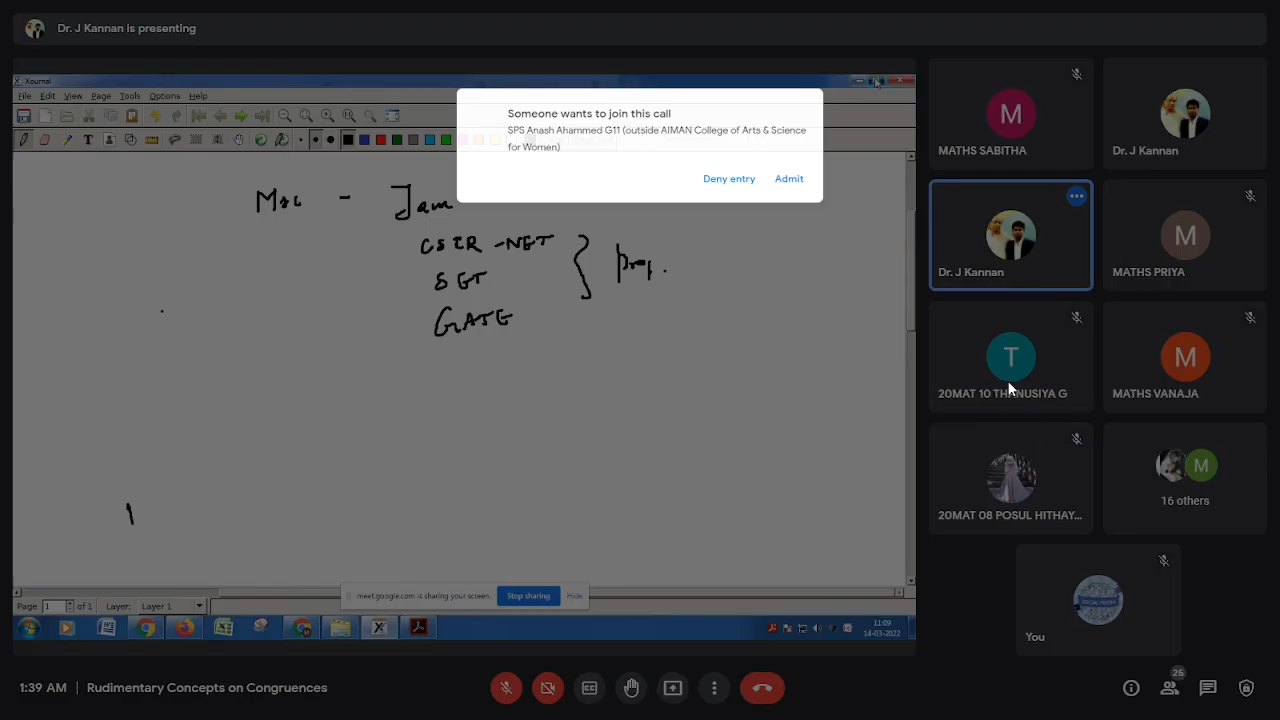 Dr. J Kannan is presenting
Xournal
File Edit View Page Tools Options Help
Someone wants to join this call
SPS Anash Ahammed G11 (outside AIMAN College of Arts & Science
for Women)
Deny entry Admit
Msc - Jam
CSIR - NET
SET
GATE
Prep.
Page 1 of 1 Layer: Layer 1
meet.google.com is sharing your screen. Stop sharing Hide
11:09
14-03-2022
M
MATHS SABITHA
Dr. J Kannan
Dr. J Kannan
M
MATHS PRIYA
T
20MAT 10 THANUSIYA G
M
MATHS VANAJA
20MAT 08 POSUL HITHAY...
M
16 others
SOCIAL MEDIA
You
1:39 AM | Rudimentary Concepts on Congruences
25